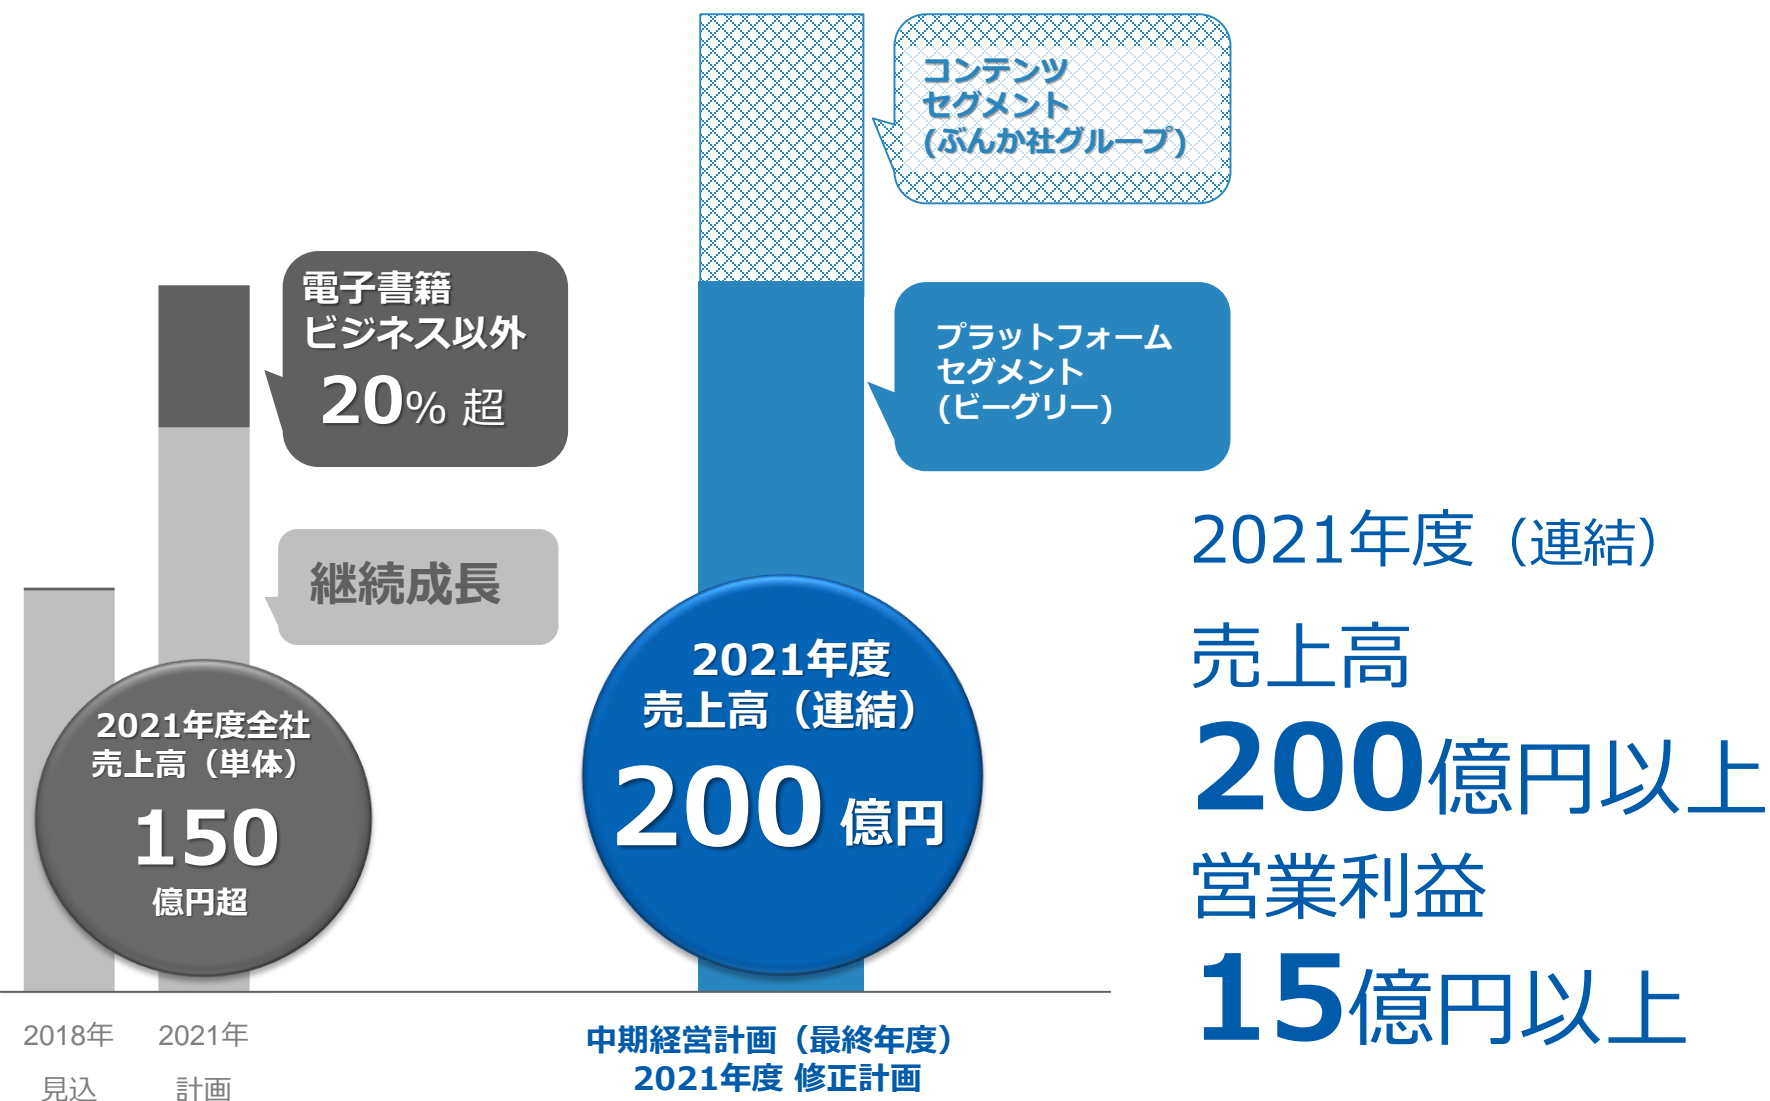 コンテンツ
セグメント
(ぶんか社グループ)
電子書籍
ビジネス以外
20% 超
プラットフォーム
セグメント
(ビーグリー)
継続成長
2021年度全社
売上高（単体）
150
億円超
2021年度
売上高（連結）
200億円
2021年度（連結）
売上高
200億円以上
営業利益
15億円以上
2018年
見込
2021年
計画
中期経営計画（最終年度）
2021年度 修正計画